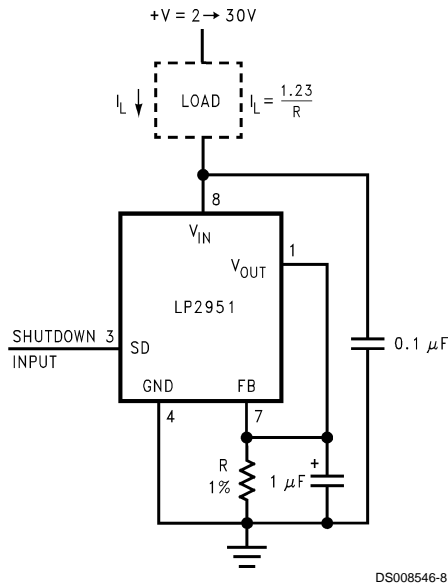 +V = 2→30V
I_L ↓ LOAD I_L = 1.23/R
8
V_IN
1
V_OUT
LP2951
SHUTDOWN 3
INPUT
SD
0.1 μF
GND FB
4 7
R
1%
+
1 μF
DS008546-8